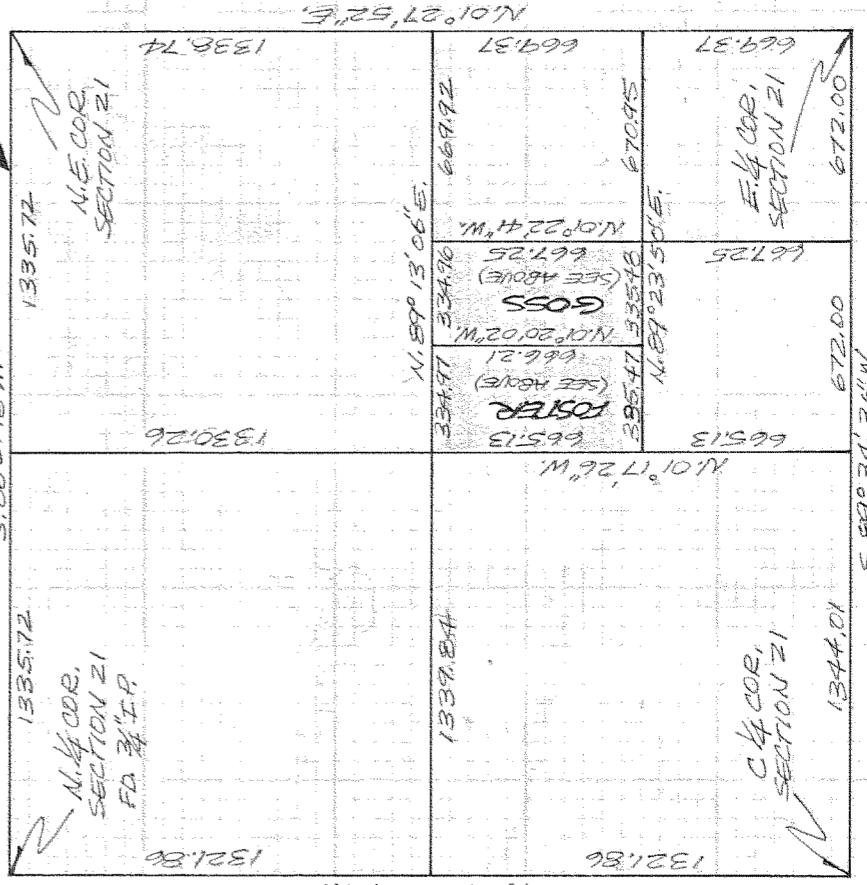 N.01°27'52"E.
1338.74
669.37
669.37
1335.72
N.E. COR.
SECTION 21
669.92
670.95
E.¼ COR.
SECTION 21
672.00
N.01°22'41"W.
N.89°13'06"E.
334.96
667.25
(SEE ABOVE)
GOSS
335.48
N.89°23'50"E.
667.25
N.01°20'02"W.
334.97
666.21
(SEE ABOVE)
FOSTER
665.13
335.47
672.00
665.13
1330.26
N.01°17'26"W.
1335.72
N.¼ COR.
SECTION 21
FD. ¾" I.P.
1339.84
C ¼ COR.
SECTION 21
1344.01
1321.86
1321.86